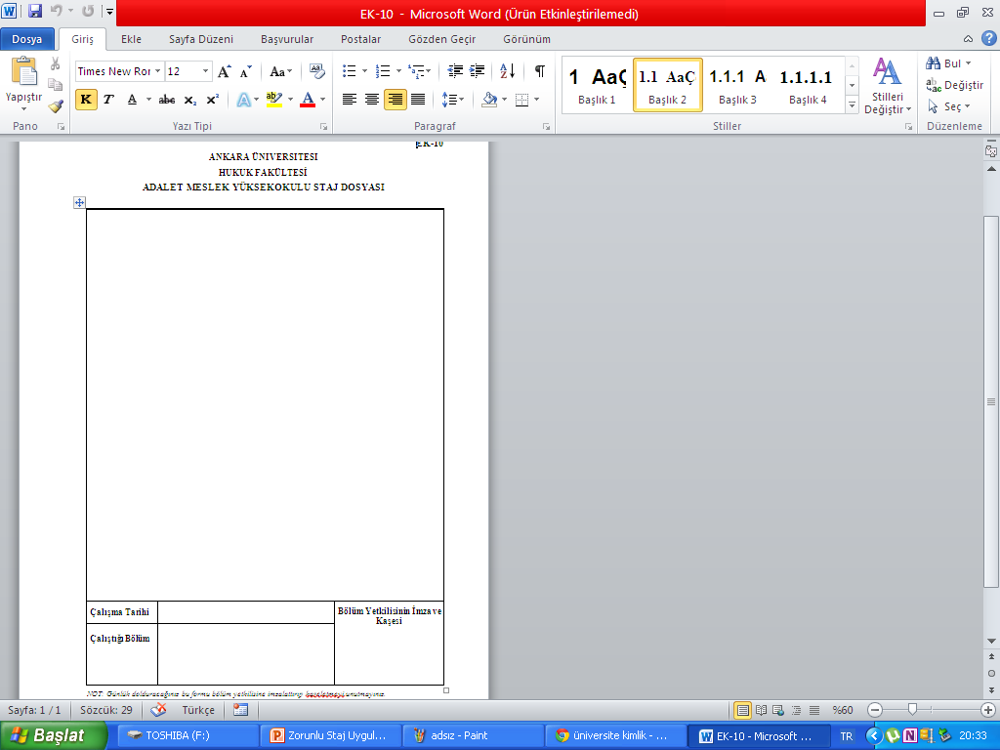 EK-10 - Microsoft Word (Ürün Etkinleştirilemedi)
Dosya Giriş Ekle Sayfa Düzeni Başvurular Postalar Gözden Geçir Görünüm
Yapıştır
Times New Ror 12
K T A abc x₂ x² A ab A
Aa
1 AaÇ 1.1 AaÇ 1.1.1 A 1.1.1.1
Başlık 1 Başlık 2 Başlık 3 Başlık 4
Stilleri
Değiştir
Bul
Değiştir
Seç
Pano Yazı Tipi Paragraf Stiller Düzenleme
EK-10
ANKARA ÜNİVERSİTESI
HUKUK FAKÜLTESİ
ADALET MESLEK YÜKSEKOKULU STAJ DOSYASI
Çalışma Tarihi
Bölüm Yetkilisinin İmza ve
Kaşesi
Çalıştığı Bölüm
NOT: Günlük dolduracağınız bu formu bölüm yetkilisine imzalattırıp kaşeletmeyi unutmayınız.
Sayfa: 1 / 1 Sözcük: 29 Türkçe %60
Başlat TOSHIBA (F:) Zorunlu Staj Uygul... adsız - Paint üniversite kimlik - ... EK-10 - Microsoft ... TR 20:33